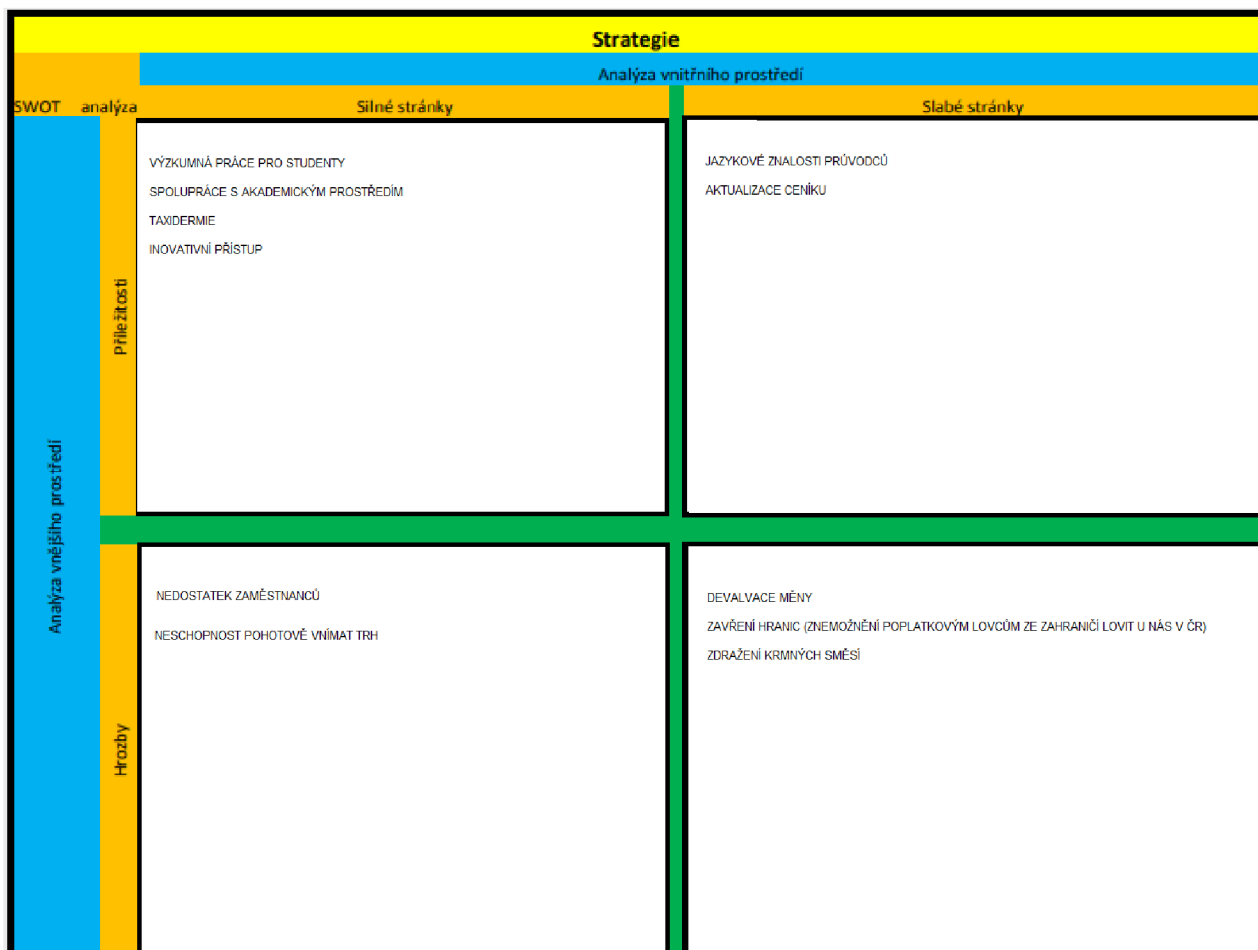 Strategie
Analýza vnitřního prostředí
SWOT analýza
Silné stránky
Slabé stránky
Analýza vnějšího prostředí
Příležitosti
VÝZKUMNÁ PRÁCE PRO STUDENTY
SPOLUPRÁCE S AKADEMICKÝM PROSTŘEDÍM
TAXIDERMIE
INOVATIVNÍ PŘÍSTUP
JAZYKOVÉ ZNALOSTI PRŮVODCŮ
AKTUALIZACE CENÍKU
Hrozby
NEDOSTATEK ZAMĚSTNANCŮ
NESCHOPNOST POHOTOVĚ VNÍMAT TRH
DEVALVACE MĚNY
ZAVŘENÍ HRANIC (ZNEMOŽNĚNÍ POPLATKOVÝM LOVCŮM ZE ZAHRANIČÍ LOVIT U NÁS V ČR)
ZDRAŽENÍ KRMNÝCH SMĚSÍ